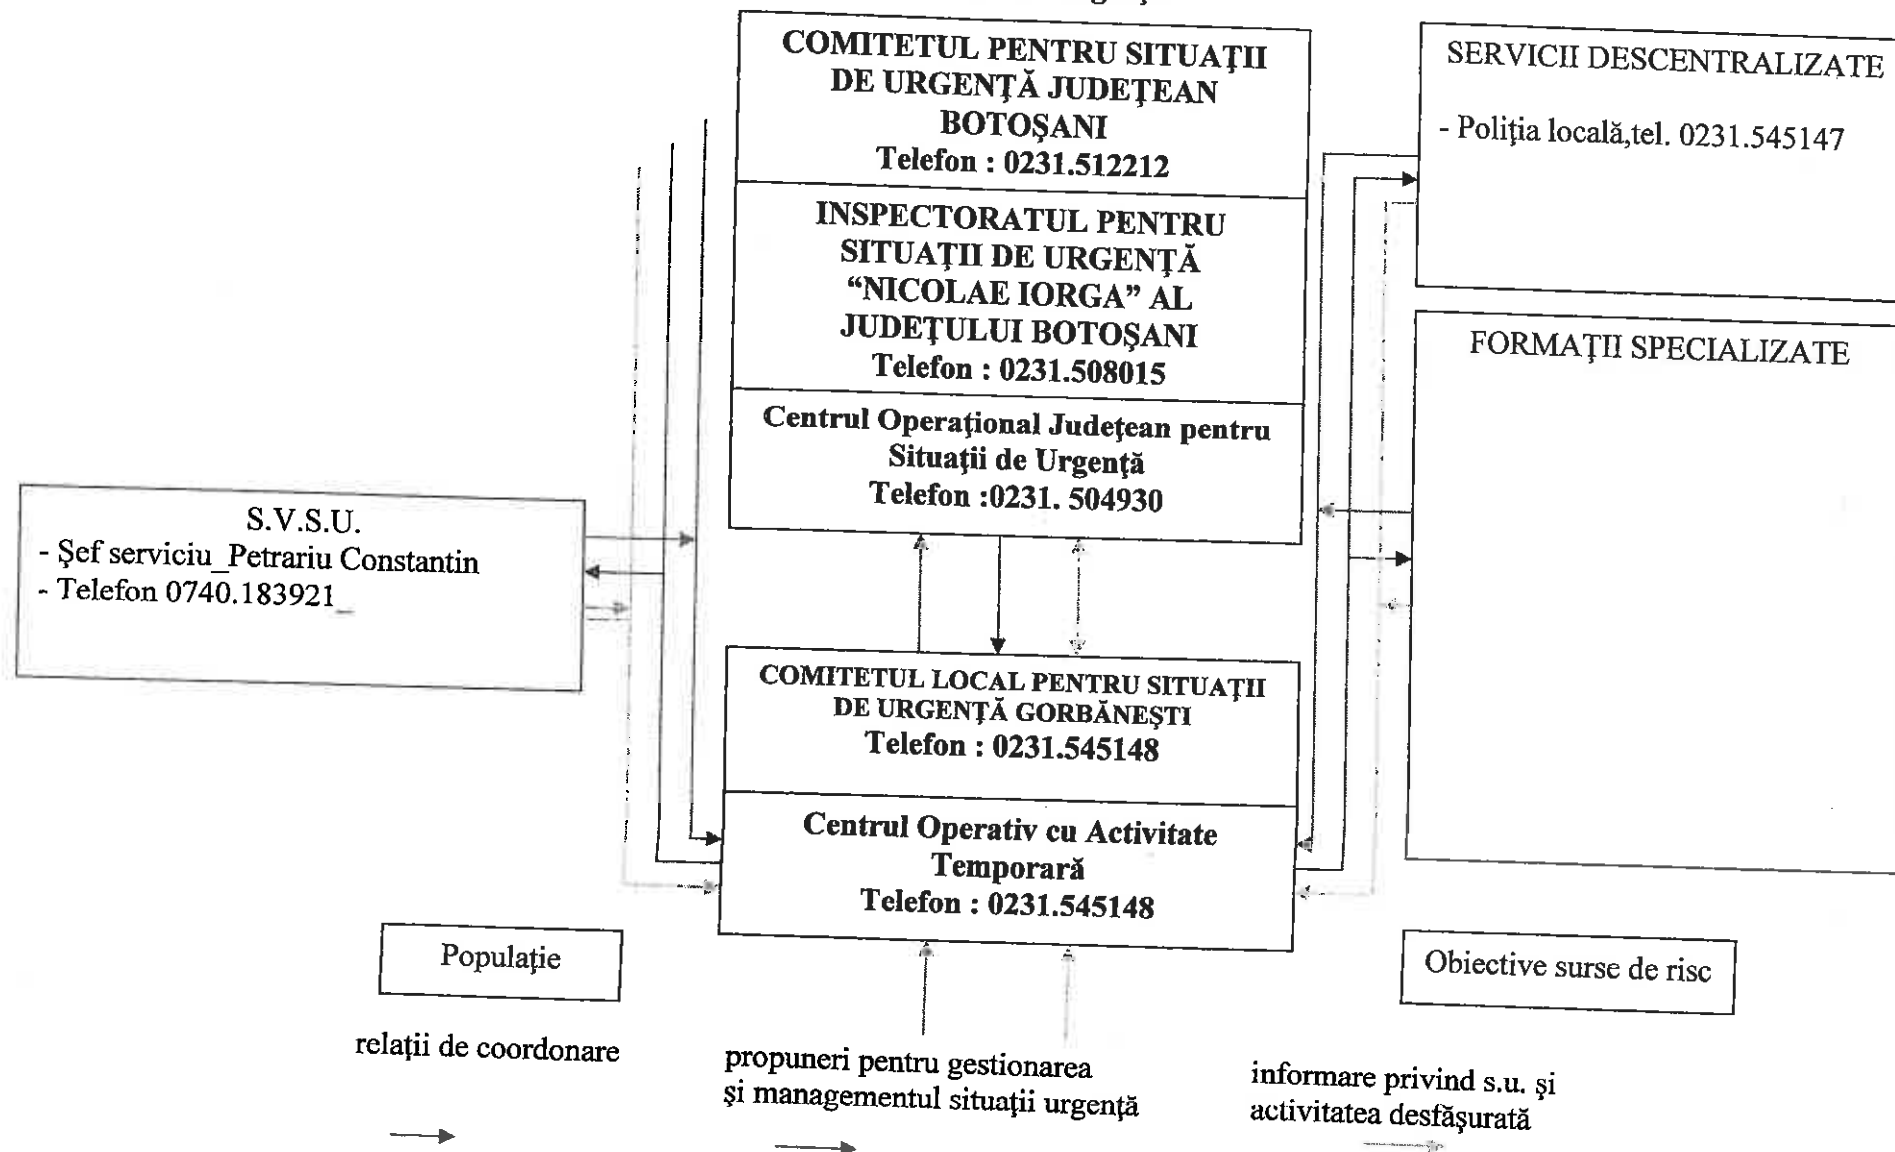 COMITETUL PENTRU SITUAŢII
DE URGENŢĂ JUDEŢEAN
BOTOŞANI
Telefon : 0231.512212
INSPECTORATUL PENTRU
SITUAŢII DE URGENŢĂ
“NICOLAE IORGA” AL
JUDEŢULUI BOTOŞANI
Telefon : 0231.508015
Centrul Operaţional Judeţean pentru
Situaţii de Urgenţă
Telefon :0231. 504930
SERVICII DESCENTRALIZATE
- Poliţia locală,tel. 0231.545147
FORMAŢII SPECIALIZATE
S.V.S.U.
- Şef serviciu_Petrariu Constantin
- Telefon 0740.183921_
COMITETUL LOCAL PENTRU SITUAŢII
DE URGENŢĂ GORBĂNEŞTI
Telefon : 0231.545148
Centrul Operativ cu Activitate
Temporară
Telefon : 0231.545148
Populaţie
Obiective surse de risc
relaţii de coordonare
propuneri pentru gestionarea
şi managementul situaţii urgenţă
informare privind s.u. şi
activitatea desfăşurată